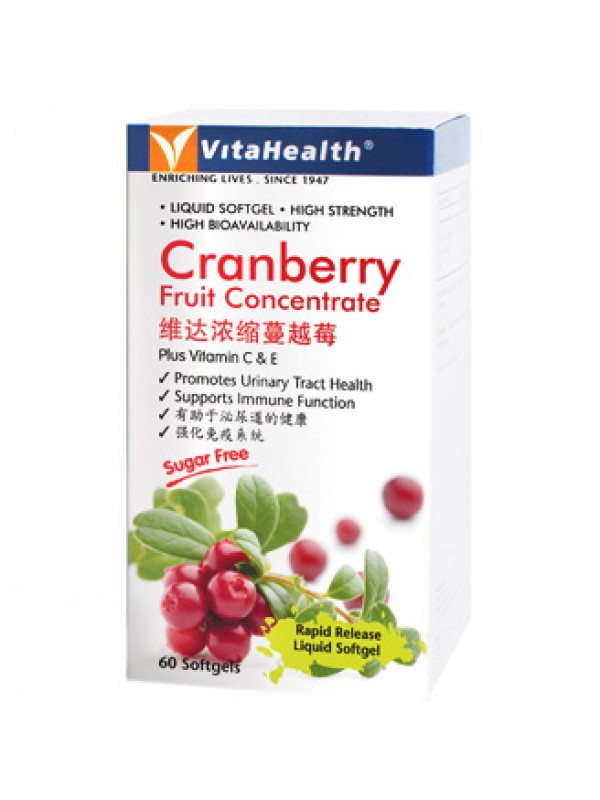 VitaHealth®
ENRICHING LIVES . SINCE 1947
• LIQUID SOFTGEL • HIGH STRENGTH
• HIGH BIOAVAILABILITY
Cranberry
Fruit Concentrate
维达浓缩蔓越莓
Plus Vitamin C & E
✓ Promotes Urinary Tract Health
✓ Supports Immune Function
✓ 有助于泌尿道的健康
✓ 强化免疫系统
Sugar Free
Rapid Release
Liquid Softgel
60 Softgels